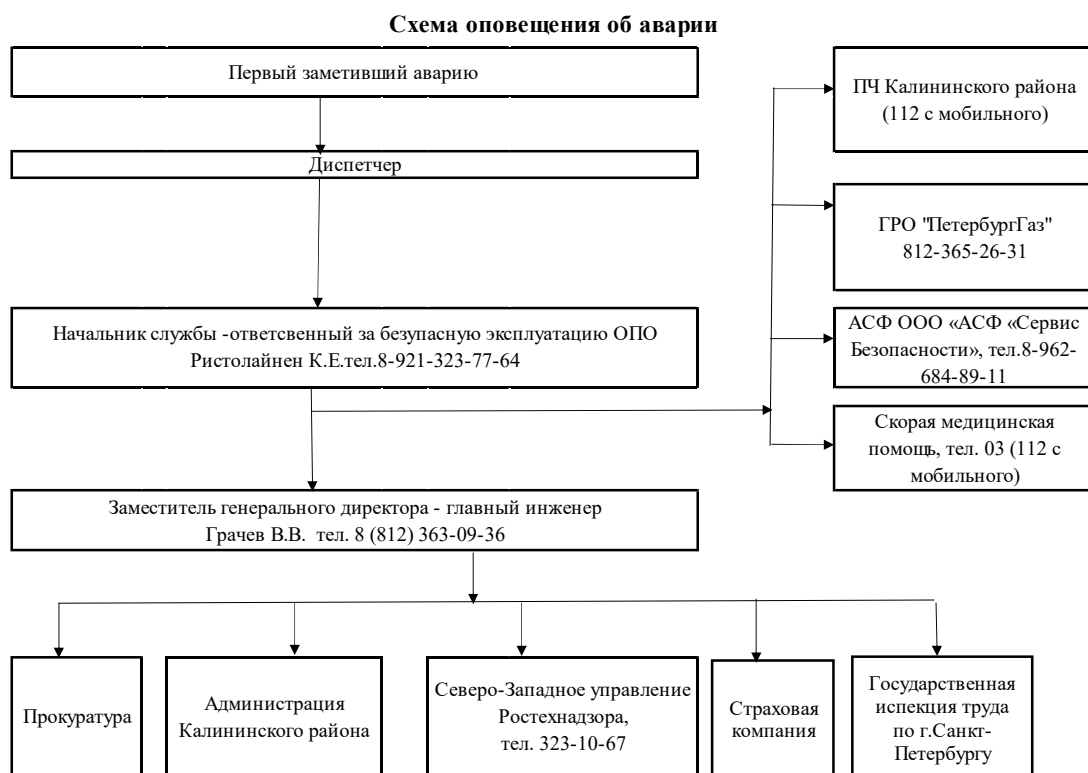 Схема оповещения об аварии
Первый заметивший аварию
ПЧ Калининского района
(112 с мобильного)
Диспетчер
ГРО "ПетербургГаз"
812-365-26-31
Начальник службы -ответсвенный за безупасную эксплуатацию ОПО
Ристолайнен К.Е.тел.8-921-323-77-64
АСФ ООО «АСФ «Сервис
Безопасности», тел.8-962-
684-89-11
Скорая медицинская
помощь, тел. 03 (112 с
мобильного)
Заместитель генерального директора - главный инженер
Грачев В.В. тел. 8 (812) 363-09-36
Прокуратура
Администрация
Калининского района
Северо-Западное управление
Ростехнадзора,
тел. 323-10-67
Страховая
компания
Государственная
испекция труда
по г.Санкт-
Петербургу